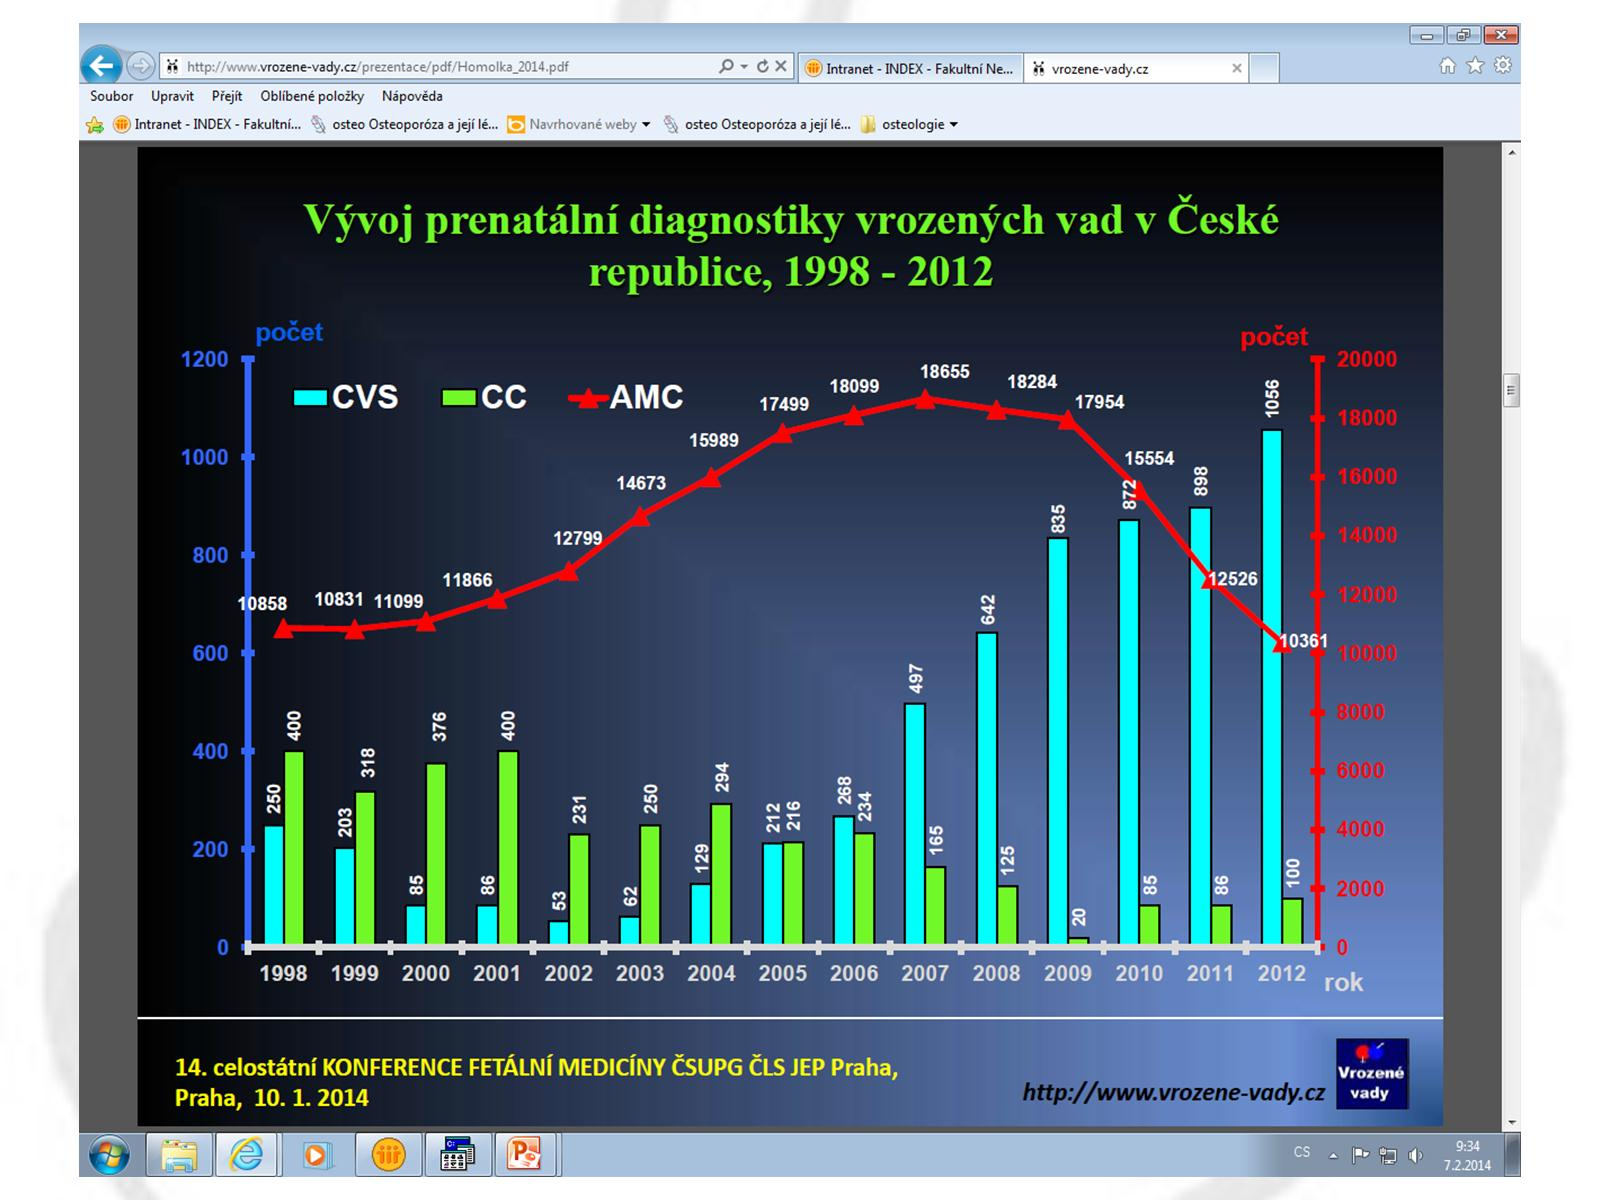 http://www.vrozene-vady.cz/prezentace/pdf/Homolka_2014.pdf
Intranet - INDEX - Fakultní Ne...
vrozene-vady.cz
Soubor Upravit Přejít Oblíbené položky Nápověda
Intranet - INDEX - Fakultní... osteo Osteoporóza a její lé... Navrhované weby osteo Osteoporóza a její lé... osteologie
Vývoj prenatální diagnostiky vrozených vad v České
republice, 1998 - 2012
počet
počet
CVS CC AMC
1200
1000
800
600
400
200
0
20000
18000
16000
14000
12000
10000
8000
6000
4000
2000
0
10858 10831 11099 11866 12799 14673 15989 17499 18099 18655 18284 17954 15554 12526 10361
250 400 203 318 85 376 86 400 53 231 62 250 129 294 212 216 268 234 497 165 642 125 835 20 872 85 898 86 1056 100
1998 1999 2000 2001 2002 2003 2004 2005 2006 2007 2008 2009 2010 2011 2012
rok
14. celostátní KONFERENCE FETÁLNÍ MEDICÍNY ČSUPG ČLS JEP Praha,
Praha, 10. 1. 2014
http://www.vrozene-vady.cz
Vrozené
vady
CS
9:34
7.2.2014